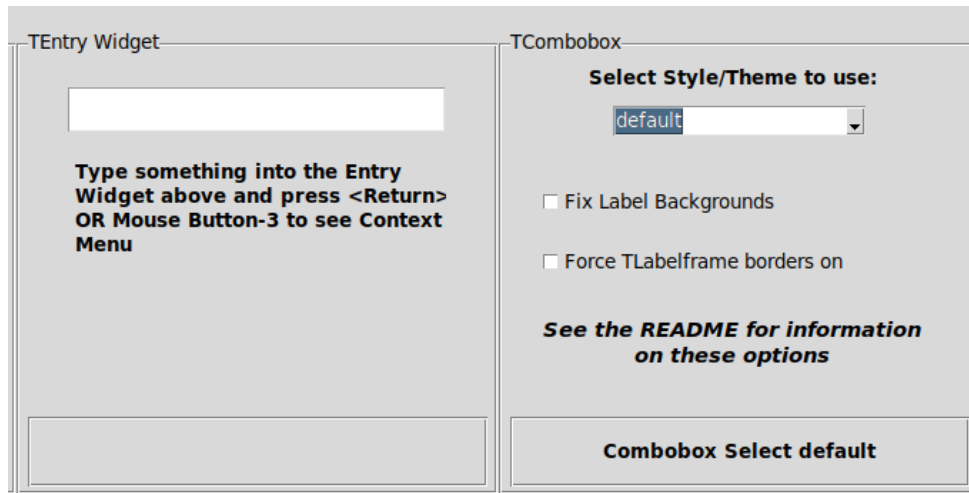 TEntry Widget
Type something into the Entry
Widget above and press <Return>
OR Mouse Button-3 to see Context
Menu
TCombobox
Select Style/Theme to use:
default
Fix Label Backgrounds
Force TLabelframe borders on
See the README for information
on these options
Combobox Select default